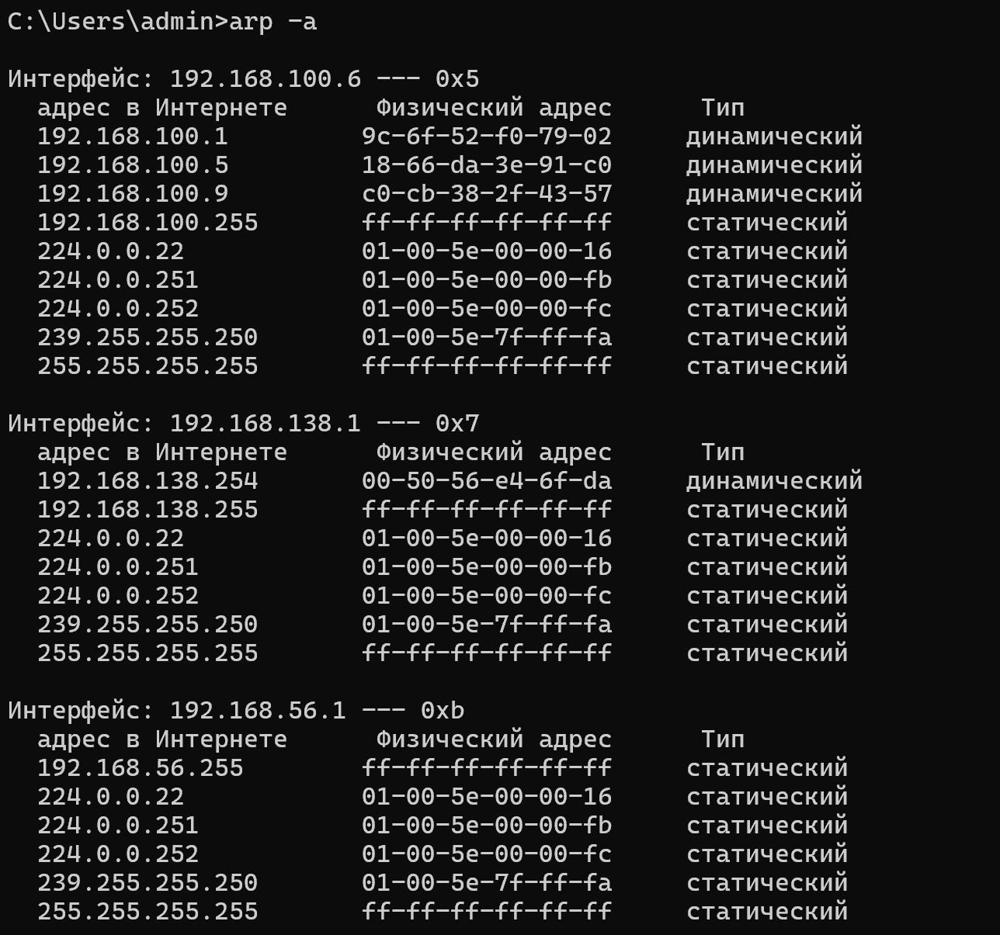 C:\Users\admin>arp -a
Интерфейс: 192.168.100.6 --- 0x5
адрес в Интернете Физический адрес Тип
192.168.100.1 9c-6f-52-f0-79-02 динамический
192.168.100.5 18-66-da-3e-91-c0 динамический
192.168.100.9 c0-cb-38-2f-43-57 динамический
192.168.100.255 ff-ff-ff-ff-ff-ff статический
224.0.0.22 01-00-5e-00-00-16 статический
224.0.0.251 01-00-5e-00-00-fb статический
224.0.0.252 01-00-5e-00-00-fc статический
239.255.255.250 01-00-5e-7f-ff-fa статический
255.255.255.255 ff-ff-ff-ff-ff-ff статический
Интерфейс: 192.168.138.1 --- 0x7
адрес в Интернете Физический адрес Тип
192.168.138.254 00-50-56-e4-6f-da динамический
192.168.138.255 ff-ff-ff-ff-ff-ff статический
224.0.0.22 01-00-5e-00-00-16 статический
224.0.0.251 01-00-5e-00-00-fb статический
224.0.0.252 01-00-5e-00-00-fc статический
239.255.255.250 01-00-5e-7f-ff-fa статический
255.255.255.255 ff-ff-ff-ff-ff-ff статический
Интерфейс: 192.168.56.1 --- 0xb
адрес в Интернете Физический адрес Тип
192.168.56.255 ff-ff-ff-ff-ff-ff статический
224.0.0.22 01-00-5e-00-00-16 статический
224.0.0.251 01-00-5e-00-00-fb статический
224.0.0.252 01-00-5e-00-00-fc статический
239.255.255.250 01-00-5e-7f-ff-fa статический
255.255.255.255 ff-ff-ff-ff-ff-ff статический